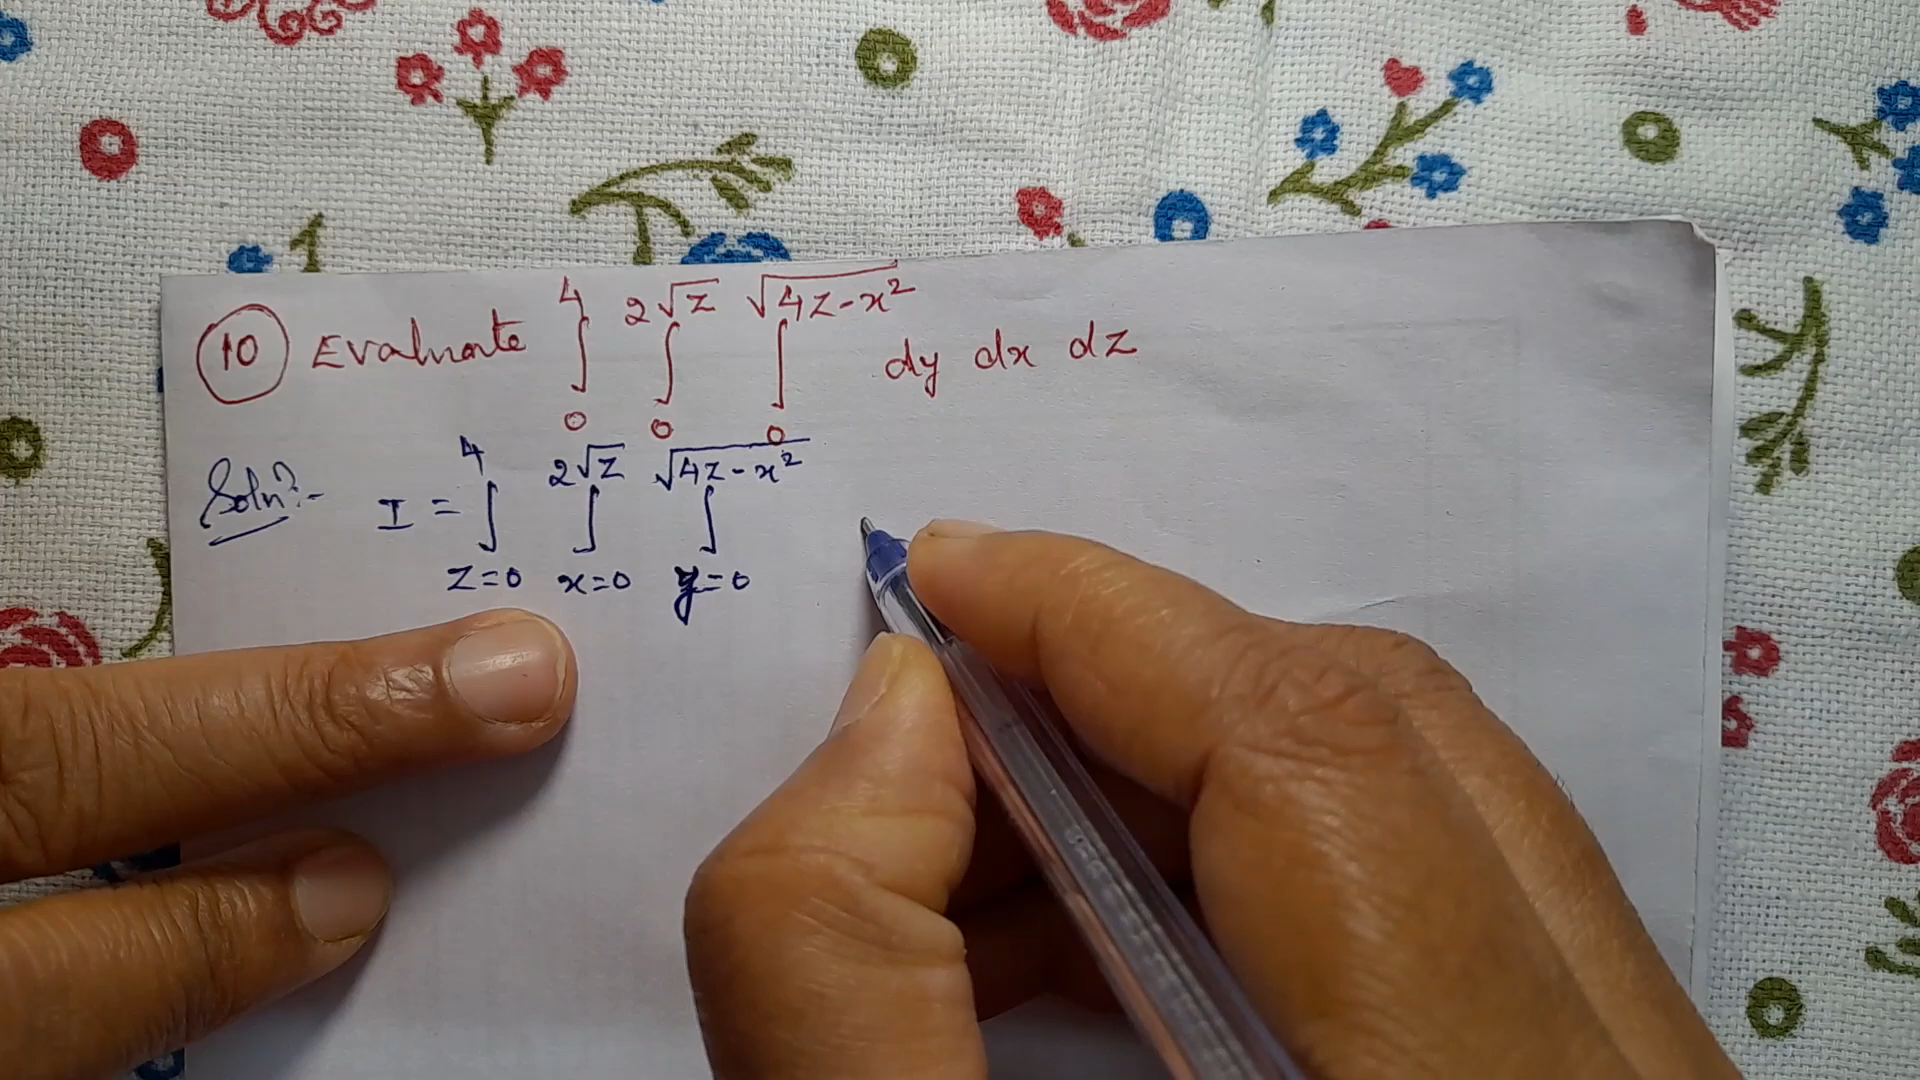 10 Evaluate ∫₀⁴ ∫₀^{2√z} ∫₀^{√(4z-x²)} dy dx dz
Soln:- I = ∫_{z=0}^{4} ∫_{x=0}^{2√z} ∫_{y=0}^{√(4z-x²)}